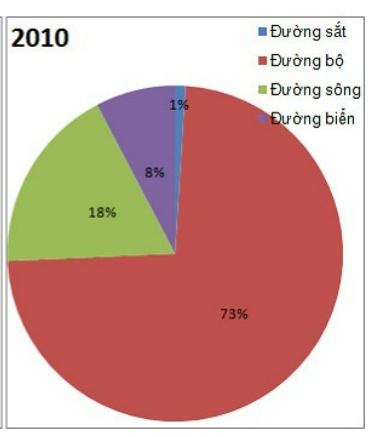 2010
Đường sắt
Đường bộ
Đường sông
Đường biển
1%
8%
18%
73%